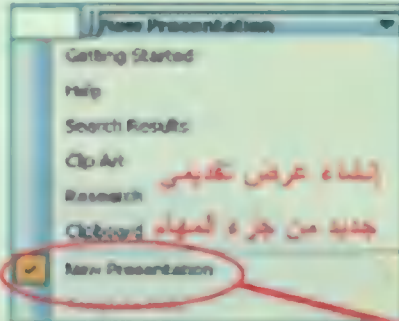 New Presentation
Getting Started
Help
Search Results
Clip Art
Research
Clipboard
New Presentation
إنشاء عرض تقديمي
جديد من جزء المهام